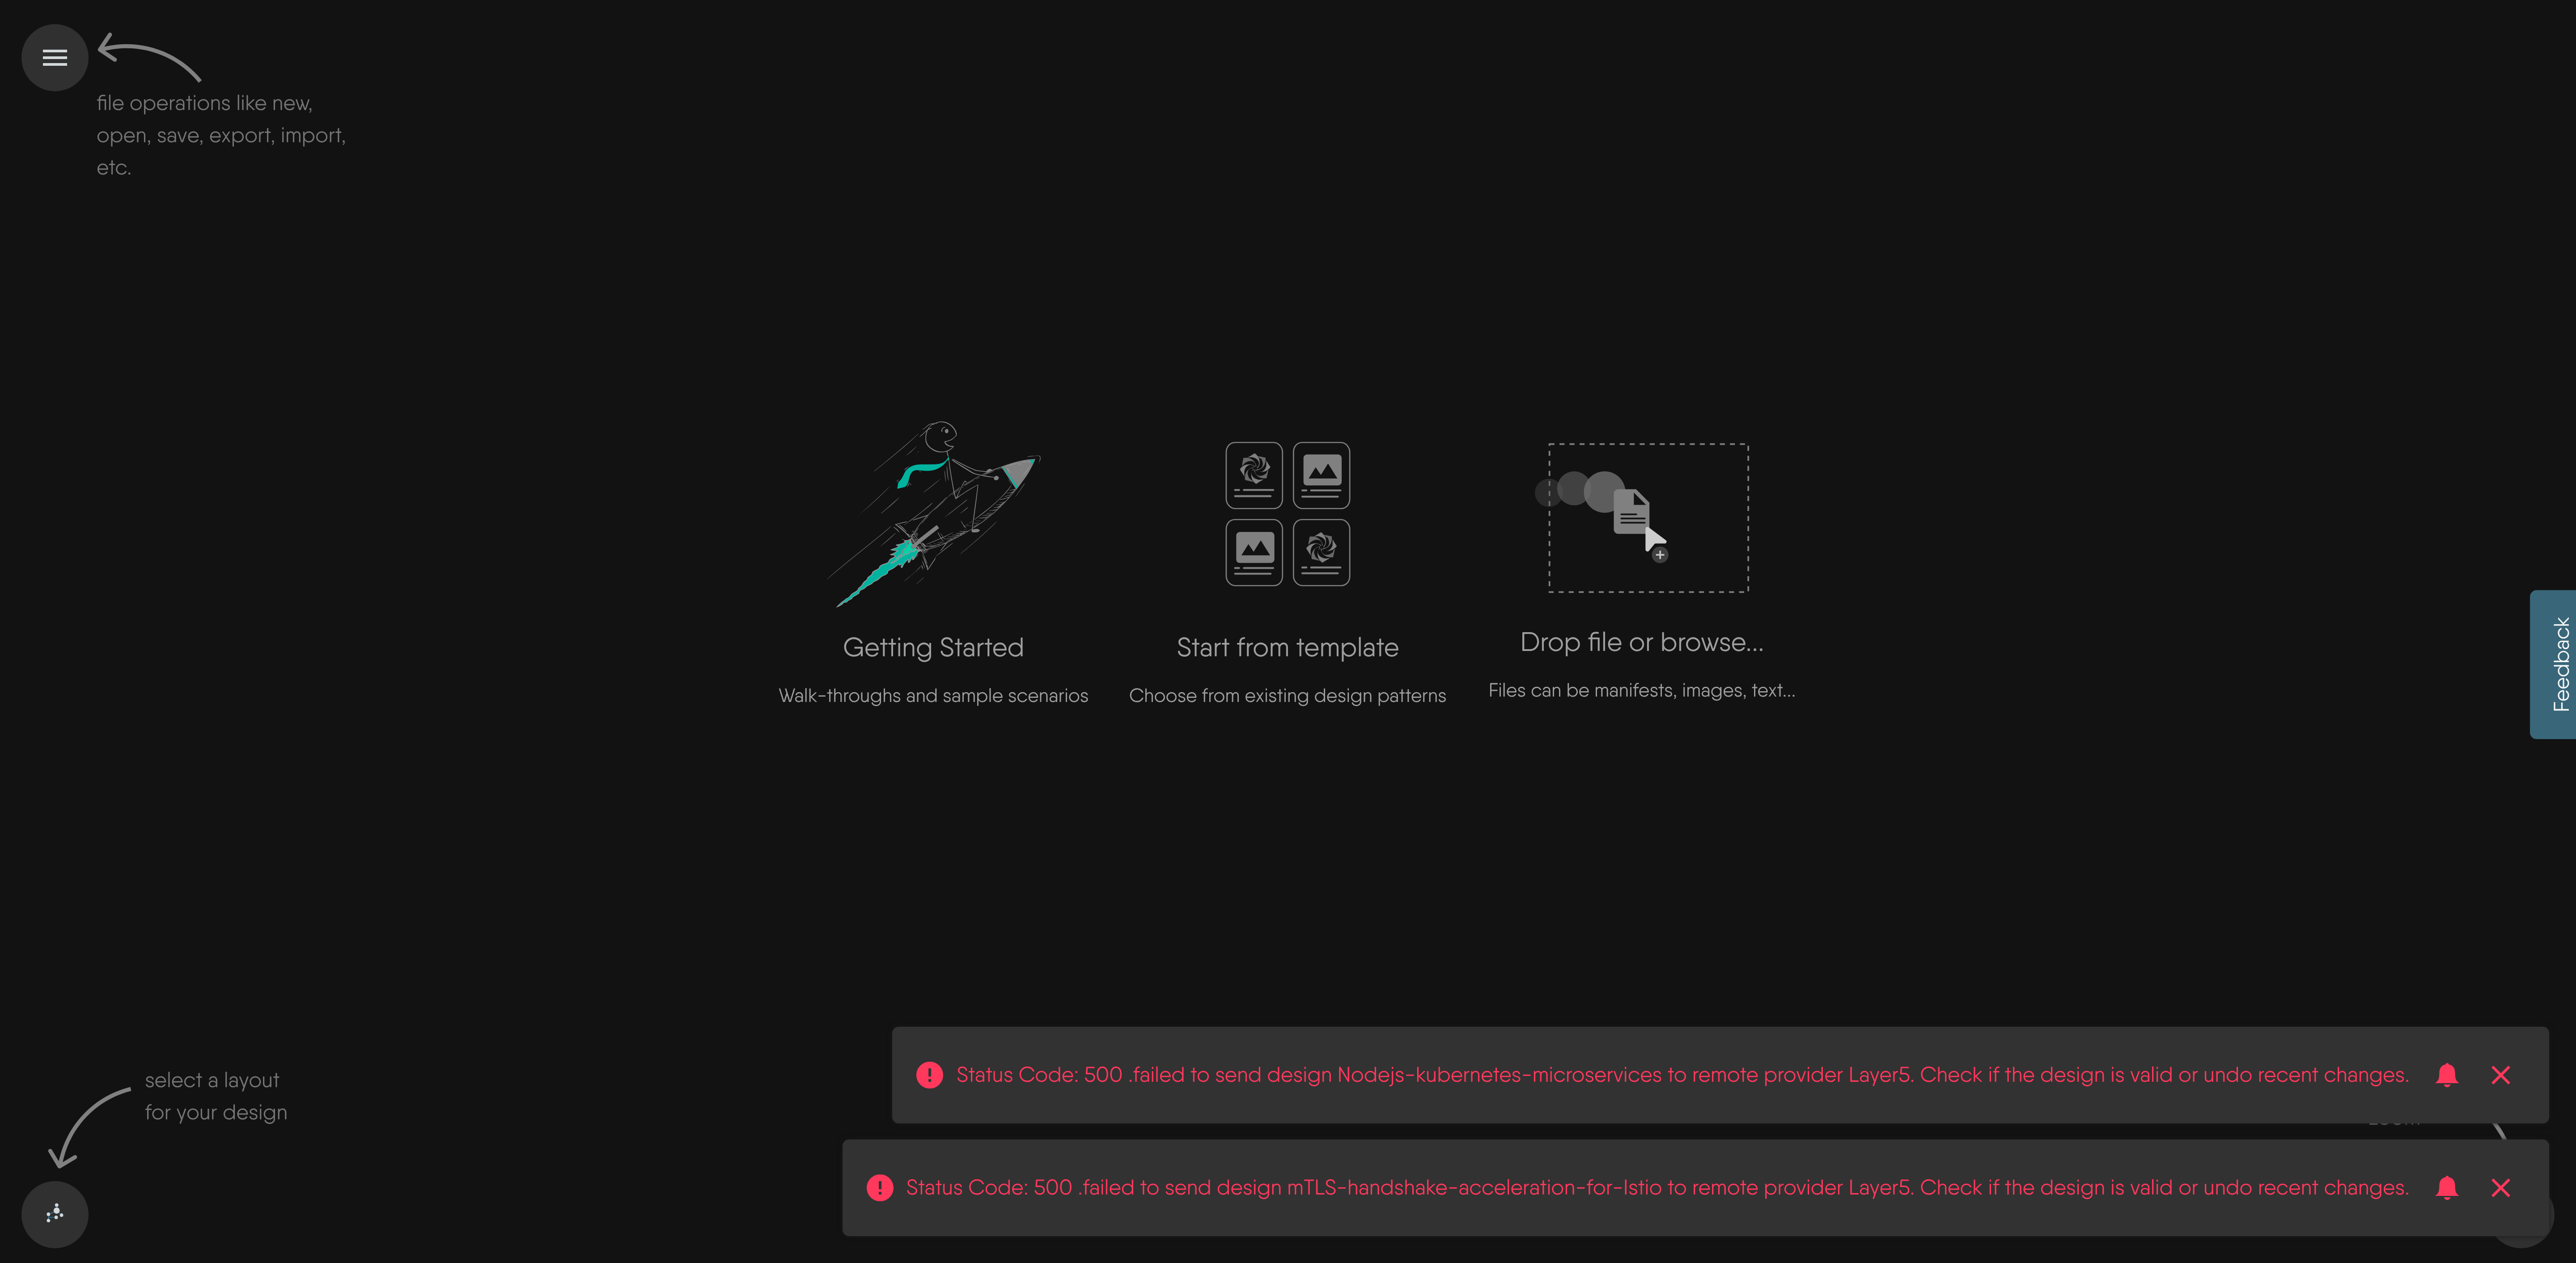 file operations like new,
open, save, export, import,
etc.
Getting Started
Walk-throughs and sample scenarios
Start from template
Choose from existing design patterns
Drop file or browse...
Files can be manifests, images, text...
Feedback
select a layout
for your design
Status Code: 500 .failed to send design Nodejs-kubernetes-microservices to remote provider Layer5. Check if the design is valid or undo recent changes.
Status Code: 500 .failed to send design mTLS-handshake-acceleration-for-Istio to remote provider Layer5. Check if the design is valid or undo recent changes.